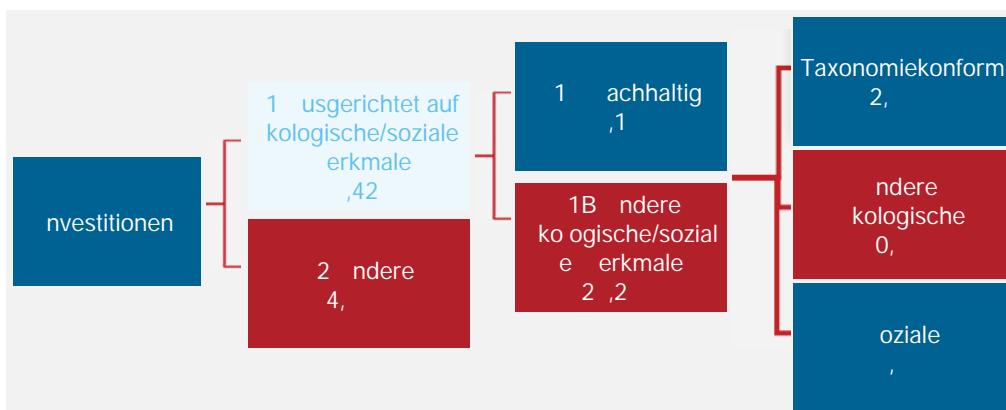 nvestitionen
1 usgerichtet auf
kologische/soziale
erkmale
,42
2 ndere
4,
1 achhaltig
,1
1B ndere
ko ogische/sozial
e erkmale
2 ,2
Taxonomiekonform
2,
ndere
kologische
0,
oziale
,